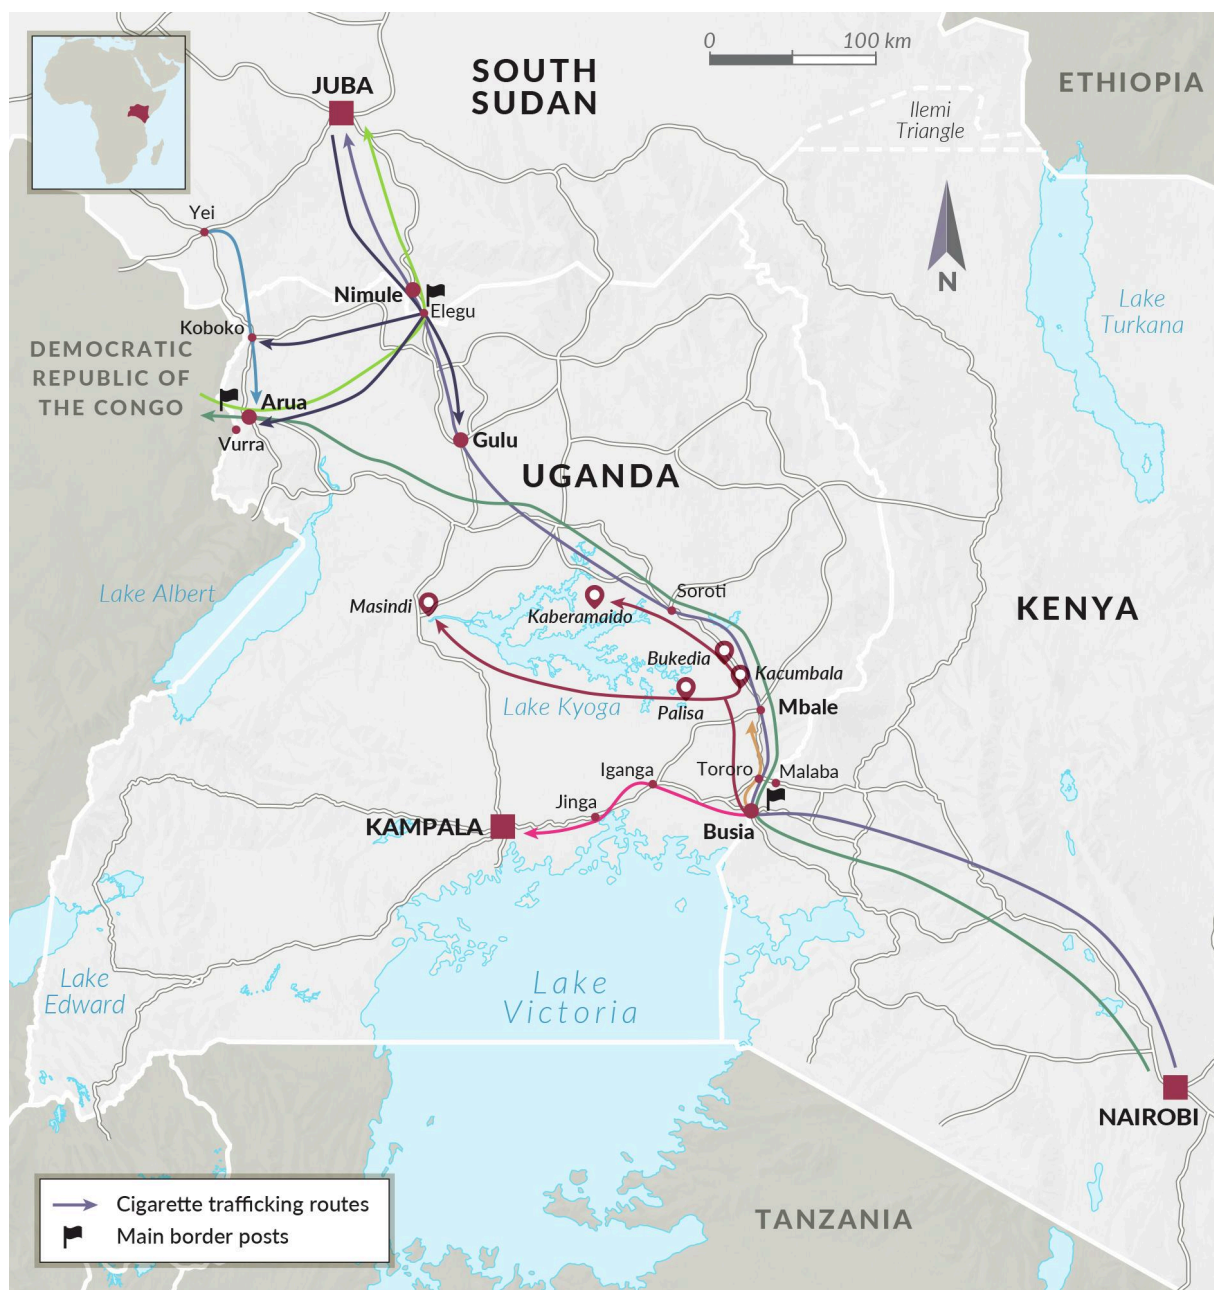 0 100 km
SOUTH
SUDAN
ETHIOPIA
JUBA
Ilemi
Triangle
Yei
N
Nimule
Elegu
Lake
Turkana
Koboko
DEMOCRATIC
REPUBLIC OF
THE CONGO
Arua
Vurra
Gulu
UGANDA
Lake Albert
Soroti
Masindi
Kaberamaido
KENYA
Bukedia
Kacumbala
Lake Kyoga
Palisa
Mbale
Iganga
Tororo
Malaba
Jinga
KAMPALA
Busia
Lake
Edward
Lake
Victoria
NAIROBI
TANZANIA
Cigarette trafficking routes
Main border posts